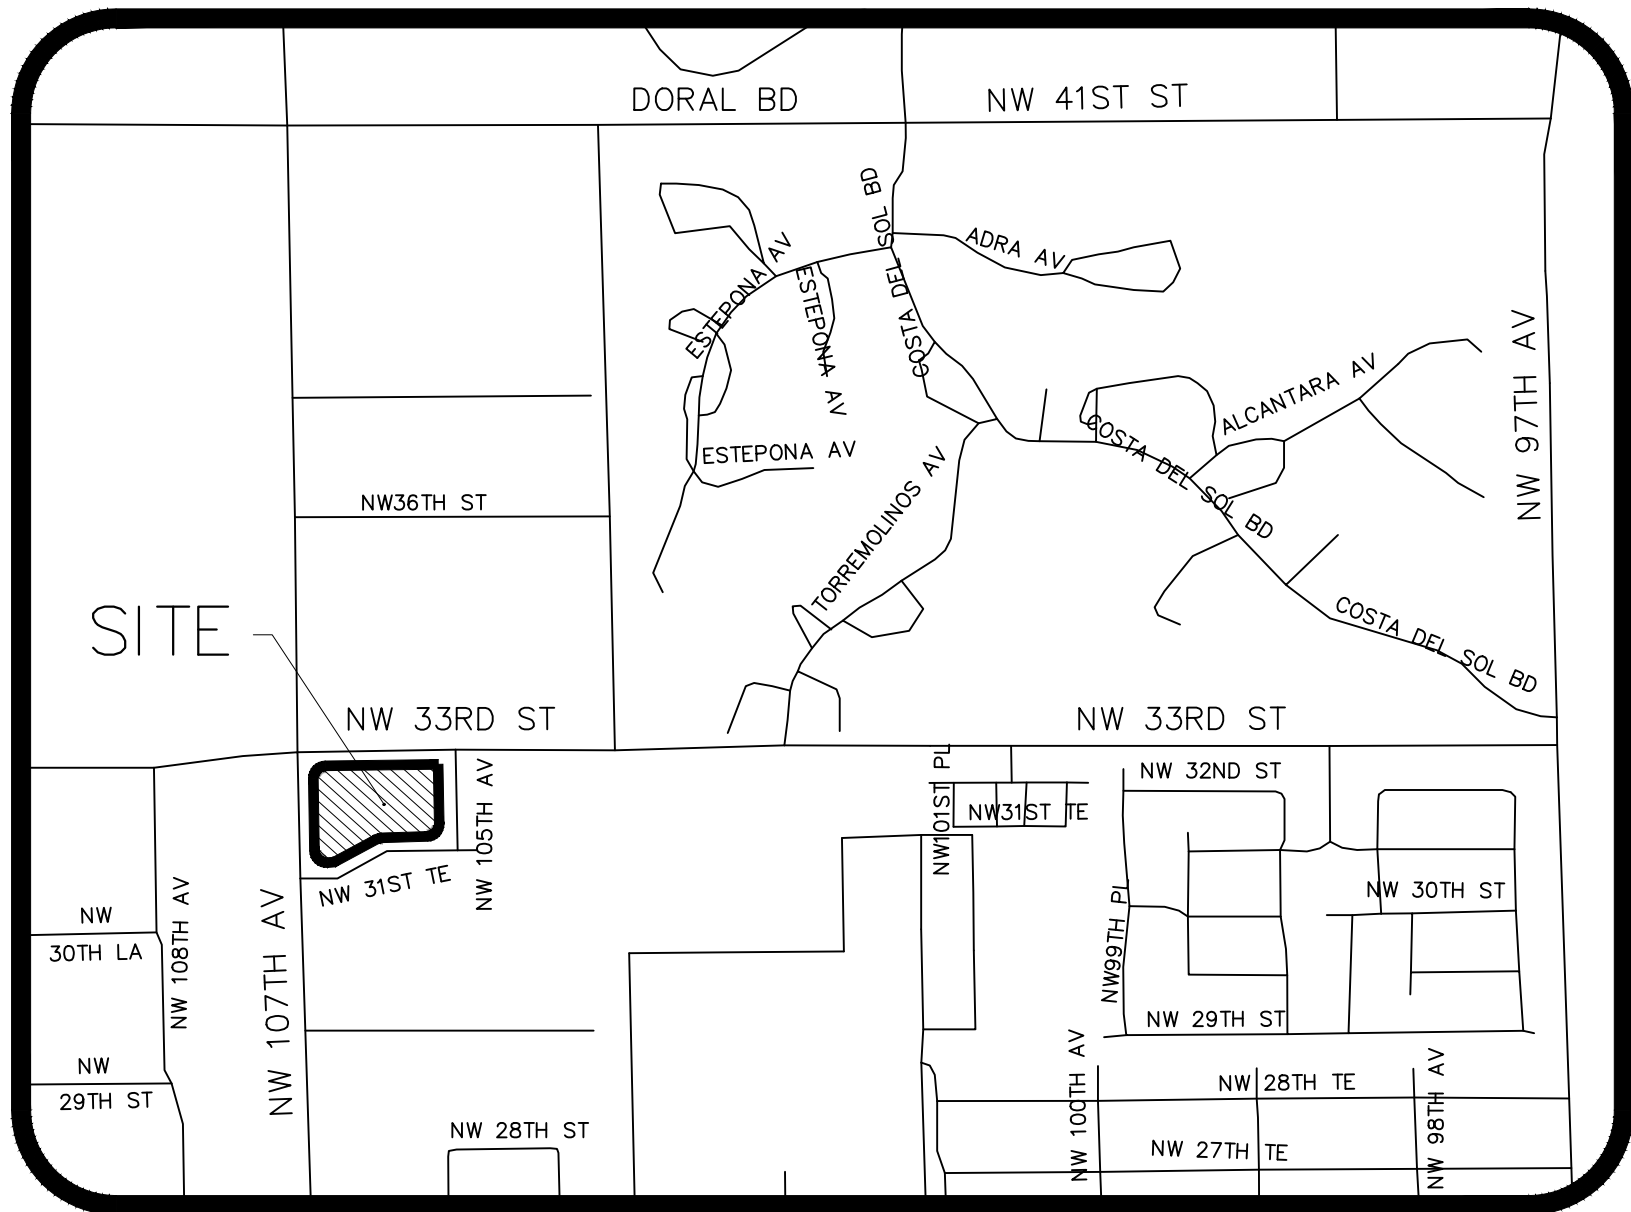 DORAL BD
NW 41ST ST
COSTA DEL SOL BD
ADRA AV
ESTEPONA AV
ESTEPONA AV
NW 97TH AV
ALCANTARA AV
COSTA DEL SOL BD
ESTEPONA AV
TORREMOLINOS AV
NW36TH ST
SITE
COSTA DEL SOL BD
NW 33RD ST
NW 33RD ST
NW101ST PL
NW 32ND ST
NW 105TH AV
NW31ST TE
NW 31ST TE
NW 108TH AV
NW 107TH AV
NW99TH PL
NW 30TH ST
NW
30TH LA
NW 29TH ST
NW 100TH AV
NW 98TH AV
NW
29TH ST
NW 28TH TE
NW 28TH ST
NW 27TH TE